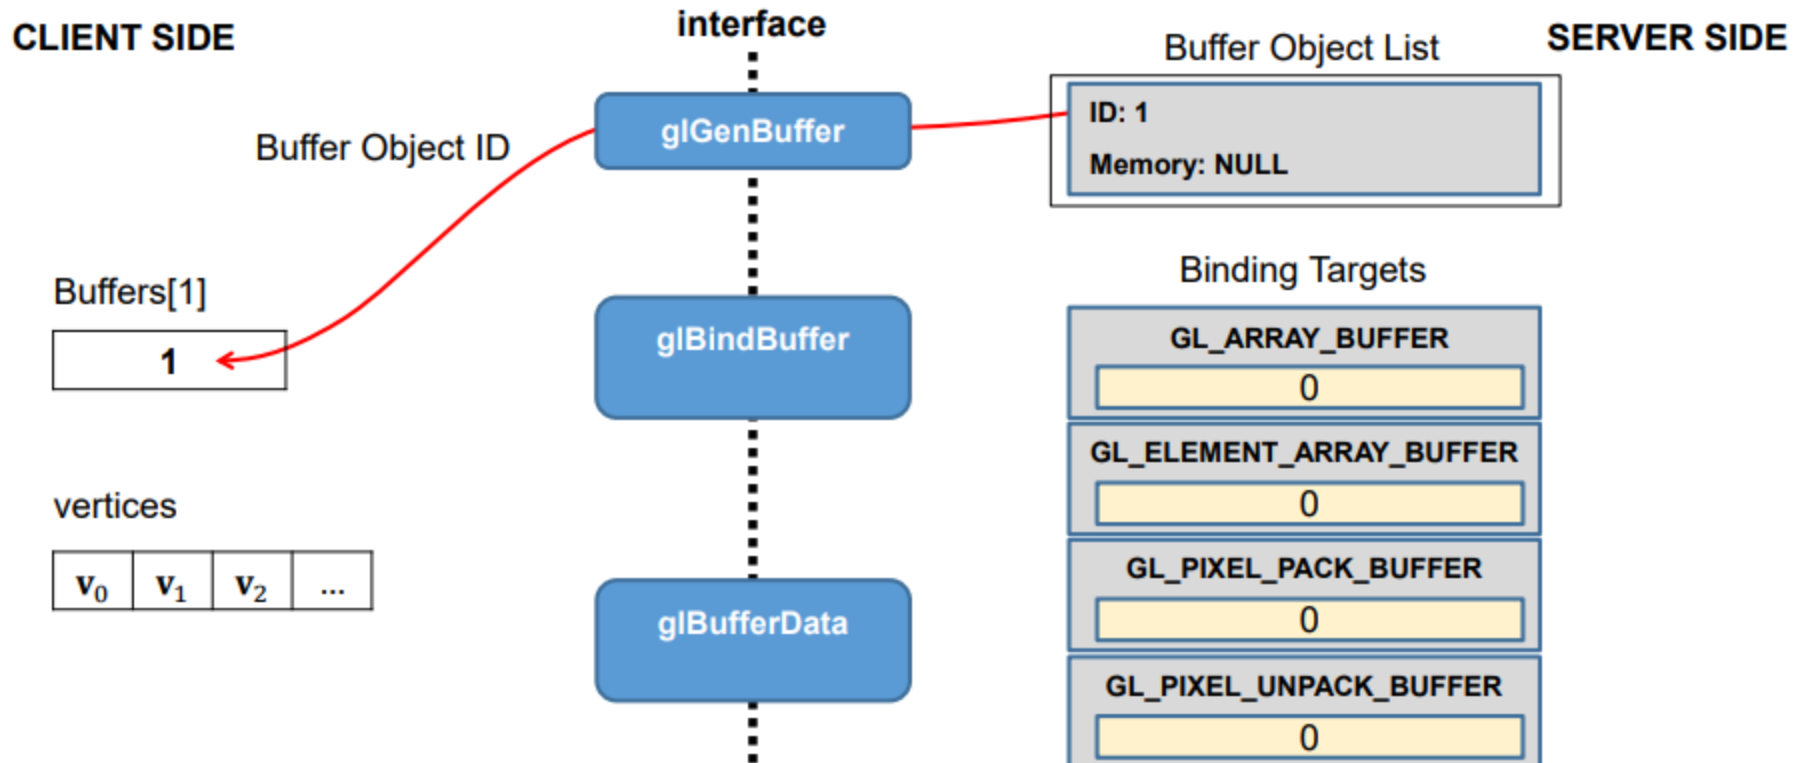 CLIENT SIDE
interface
Buffer Object List
SERVER SIDE
Buffer Object ID
glGenBuffer
ID: 1
Memory: NULL
Buffers[1]
1
glBindBuffer
Binding Targets
GL_ARRAY_BUFFER
0
GL_ELEMENT_ARRAY_BUFFER
0
vertices
v₀ v₁ v₂ ...
glBufferData
GL_PIXEL_PACK_BUFFER
0
GL_PIXEL_UNPACK_BUFFER
0